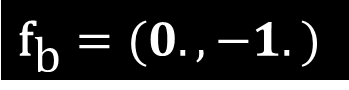 f_b = (0.,−1.)